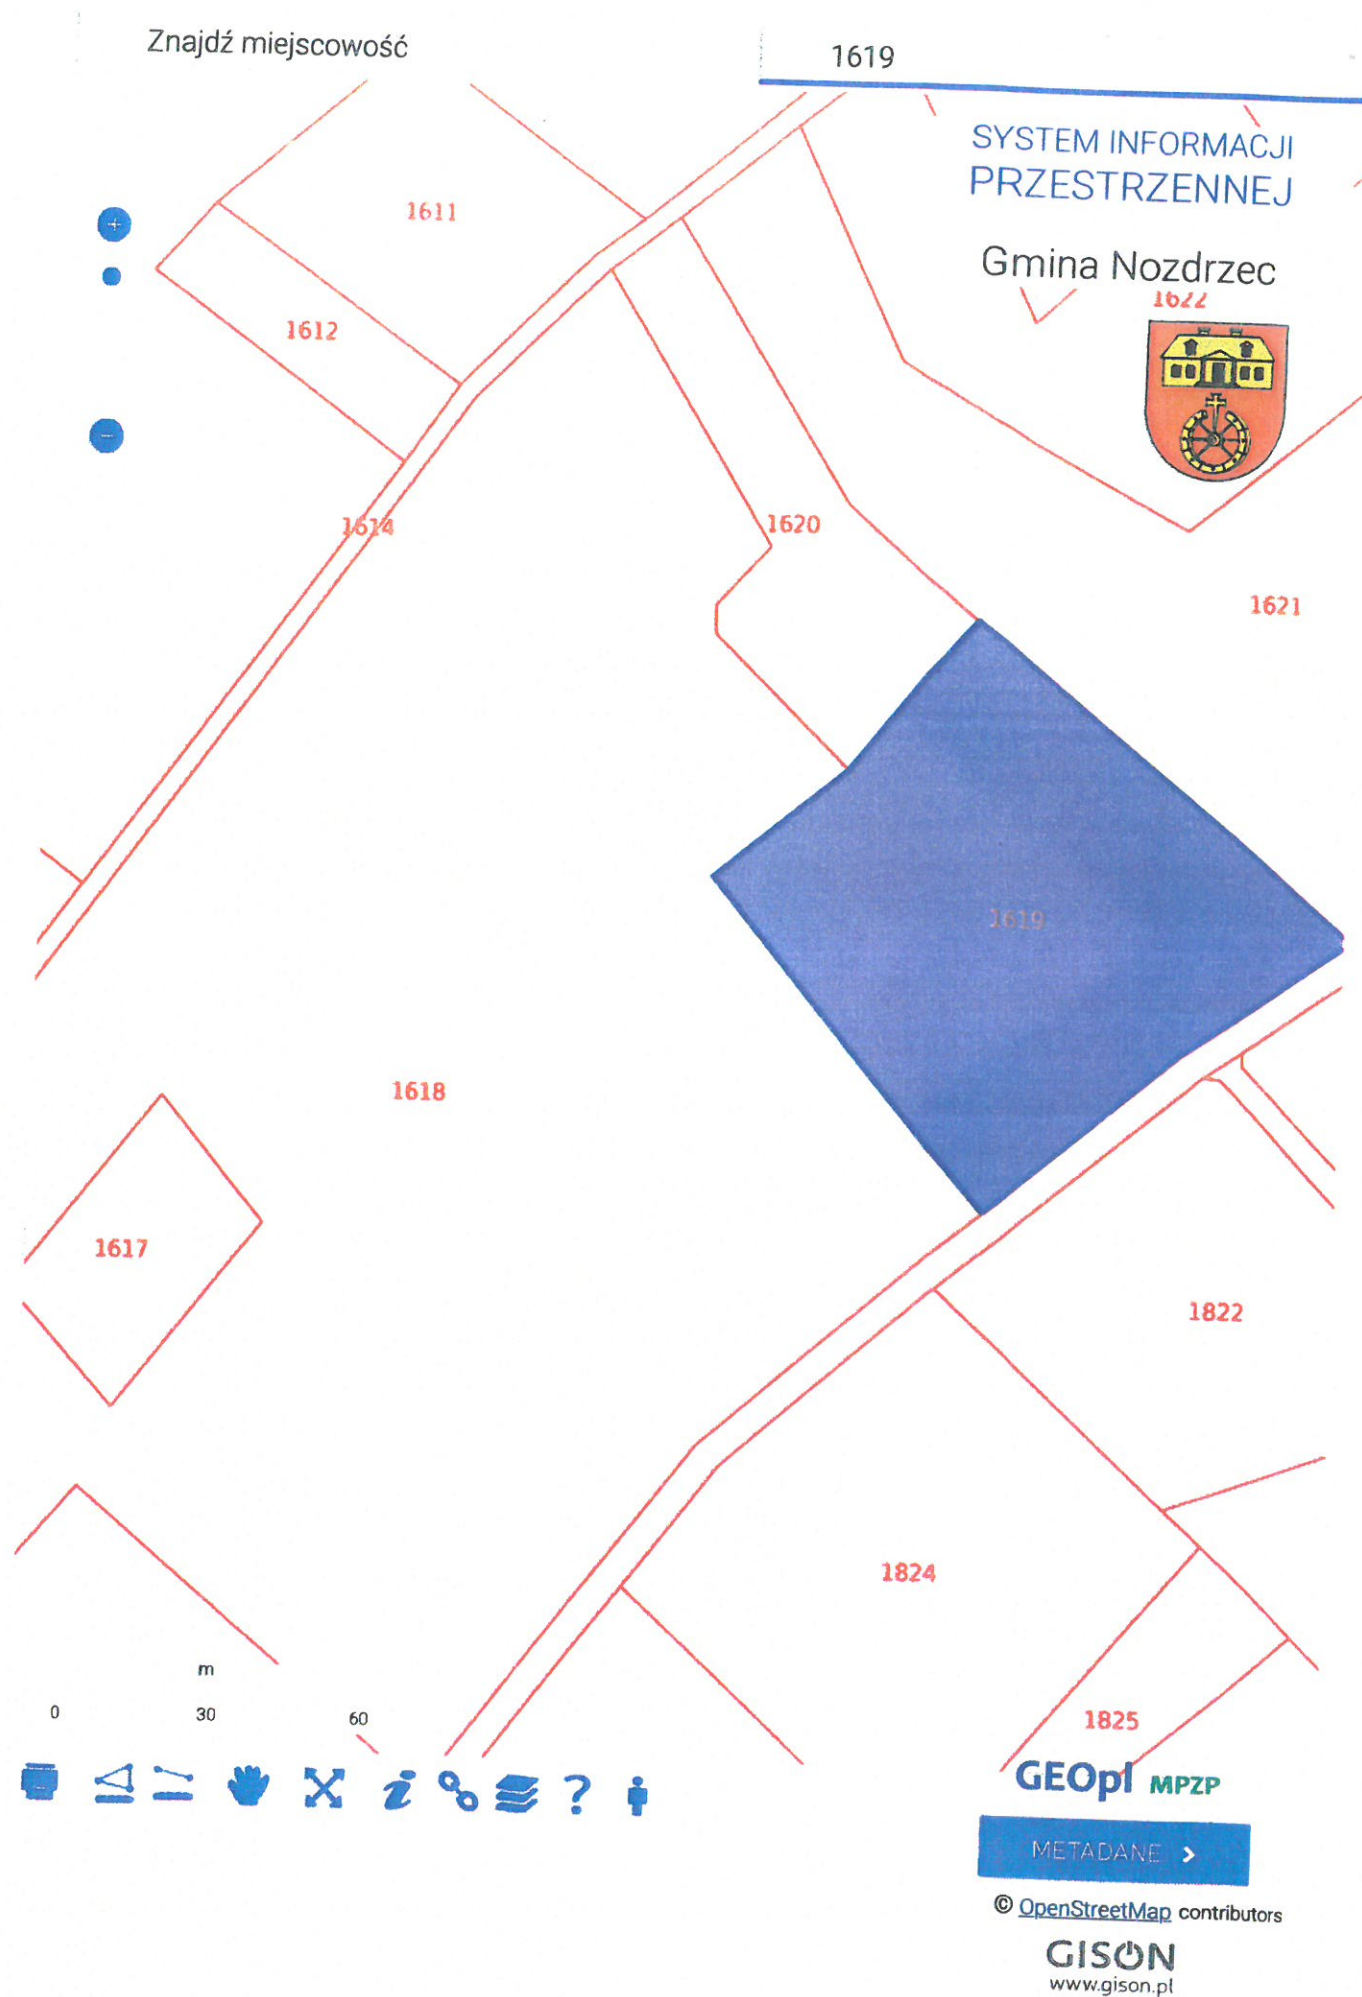 Znajdź miejscowość
1619
SYSTEM INFORMACJI
PRZESTRZENNEJ
Gmina Nozdrzec
1611
1622
1612
1614
1620
1621
1619
1618
1617
1822
1824
1825
m
0 30 60
GEOpl MPZP
METADANE >
© OpenStreetMap contributors
GISON
www.gison.pl